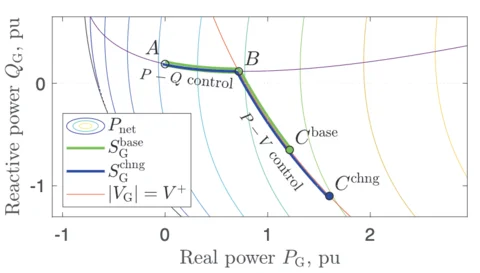 A
B
P − Q control
P − V control
C^base
C^chng
P_net
S_G^base
S_G^chng
|V_G| = V^+
0
-1
-1
0
1
2
Reactive power Q_G, pu
Real power P_G, pu